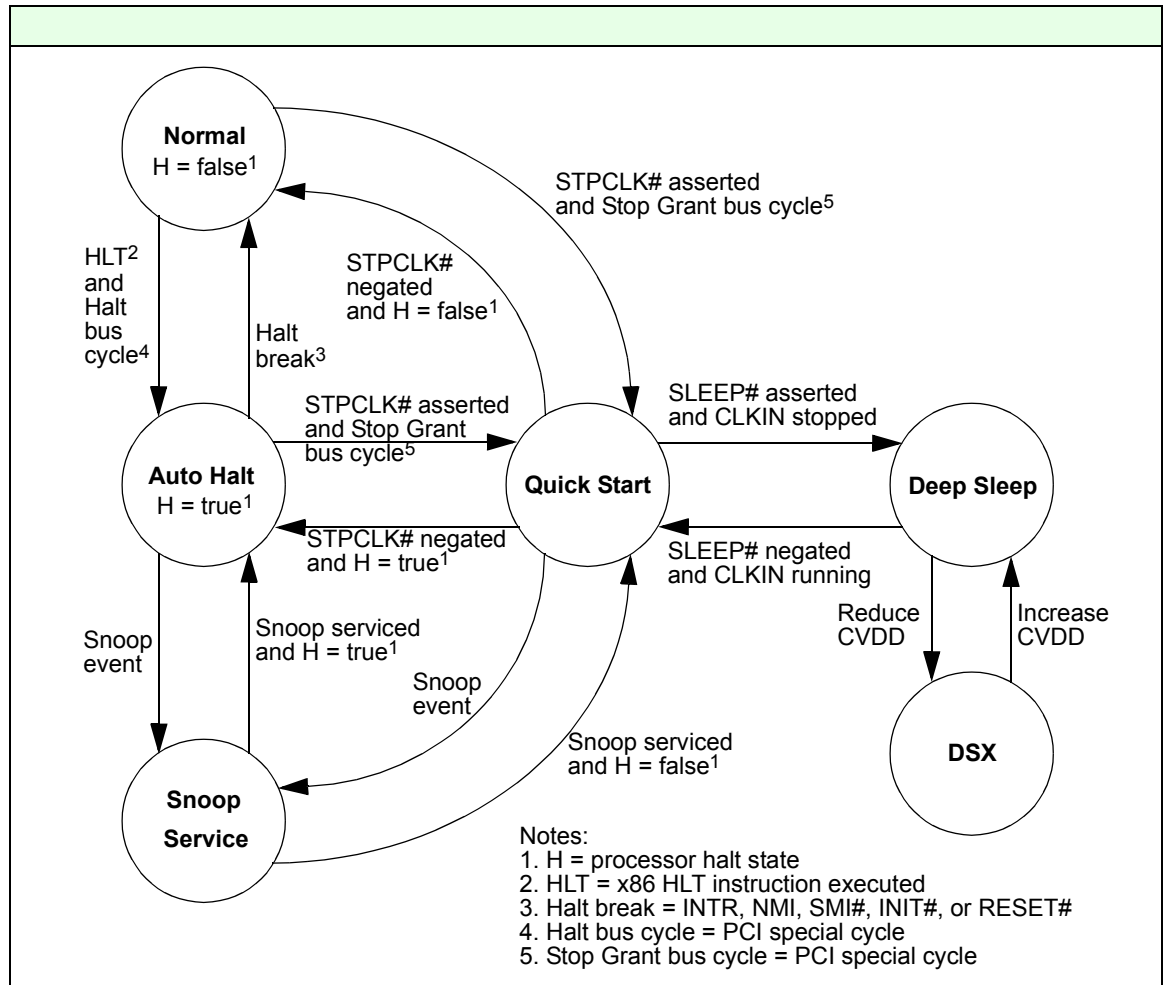 Normal
H = false1
STPCLK# asserted
and Stop Grant bus cycle5
HLT2
and
Halt
bus
cycle4
STPCLK#
negated
and H = false1
Halt
break3
STPCLK# asserted
and Stop Grant
bus cycle5
SLEEP# asserted
and CLKIN stopped
Auto Halt
H = true1
Quick Start
Deep Sleep
STPCLK# negated
and H = true1
SLEEP# negated
and CLKIN running
Reduce
CVDD
Increase
CVDD
Snoop
event
Snoop serviced
and H = true1
Snoop
event
Snoop serviced
and H = false1
DSX
Snoop
Service
Notes:
1. H = processor halt state
2. HLT = x86 HLT instruction executed
3. Halt break = INTR, NMI, SMI#, INIT#, or RESET#
4. Halt bus cycle = PCI special cycle
5. Stop Grant bus cycle = PCI special cycle